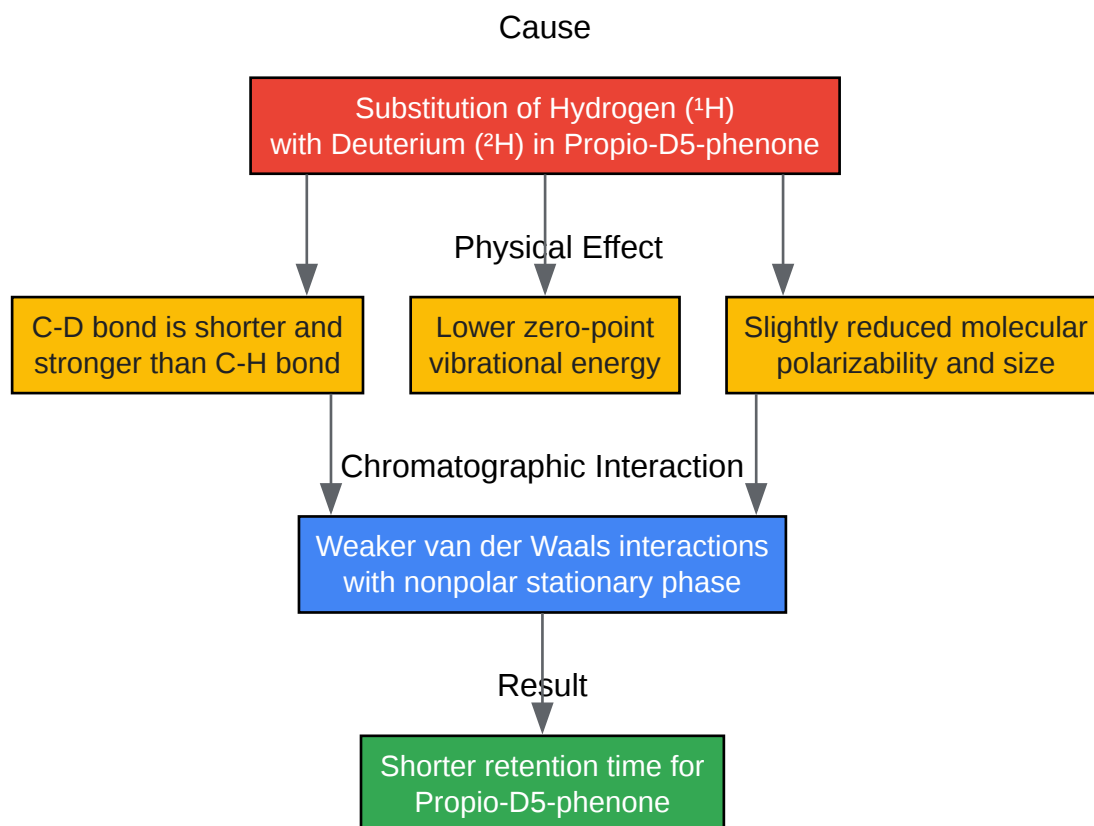 Cause
Substitution of Hydrogen (¹H)
with Deuterium (²H) in Propio-D5-phenone
Physical Effect
C-D bond is shorter and
stronger than C-H bond
Lower zero-point
vibrational energy
Slightly reduced molecular
polarizability and size
Chromatographic Interaction
Weaker van der Waals interactions
with nonpolar stationary phase
Result
Shorter retention time for
Propio-D5-phenone